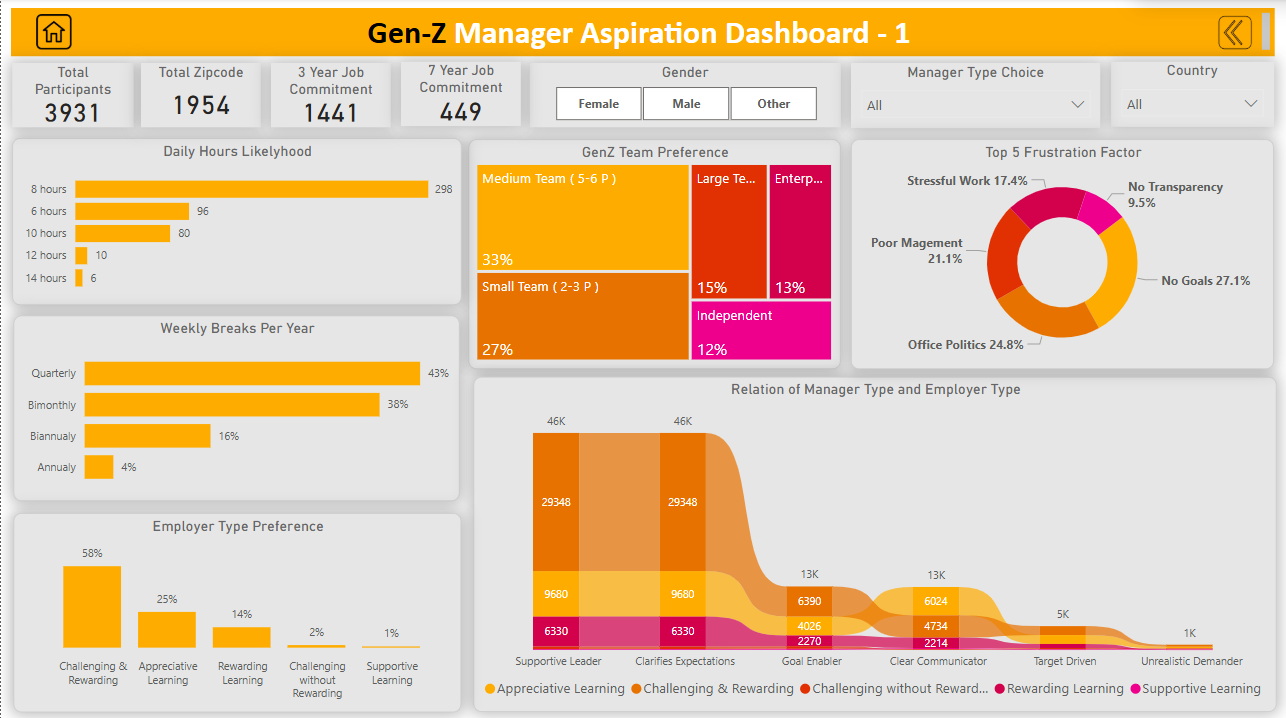 Gen-Z Manager Aspiration Dashboard - 1
Total
Participants
3931
Total Zipcode
1954
3 Year Job
Commitment
1441
7 Year Job
Commitment
449
Gender
Female
Male
Other
Manager Type Choice
All
Country
All
Daily Hours Likelyhood
8 hours
298
6 hours
96
10 hours
80
12 hours
10
14 hours
6
GenZ Team Preference
Medium Team ( 5-6 P )
33%
Small Team ( 2-3 P )
27%
Large Te...
15%
Enterp...
13%
Independent
12%
Top 5 Frustration Factor
Stressful Work 17.4%
No Transparency
9.5%
Poor Magement
21.1%
No Goals 27.1%
Office Politics 24.8%
Weekly Breaks Per Year
Quarterly
43%
Bimonthly
38%
Biannualy
16%
Annualy
4%
Employer Type Preference
58%
25%
14%
2%
1%
Challenging &
Rewarding
Appreciative
Learning
Rewarding
Learning
Challenging
without
Rewarding
Supportive
Learning
Relation of Manager Type and Employer Type
46K
46K
13K
13K
5K
1K
29348
9680
6330
29348
9680
6330
6390
4026
2270
6024
4734
2214
Supportive Leader
Clarifies Expectations
Goal Enabler
Clear Communicator
Target Driven
Unrealistic Demander
Appreciative Learning
Challenging & Rewarding
Challenging without Reward...
Rewarding Learning
Supportive Learning